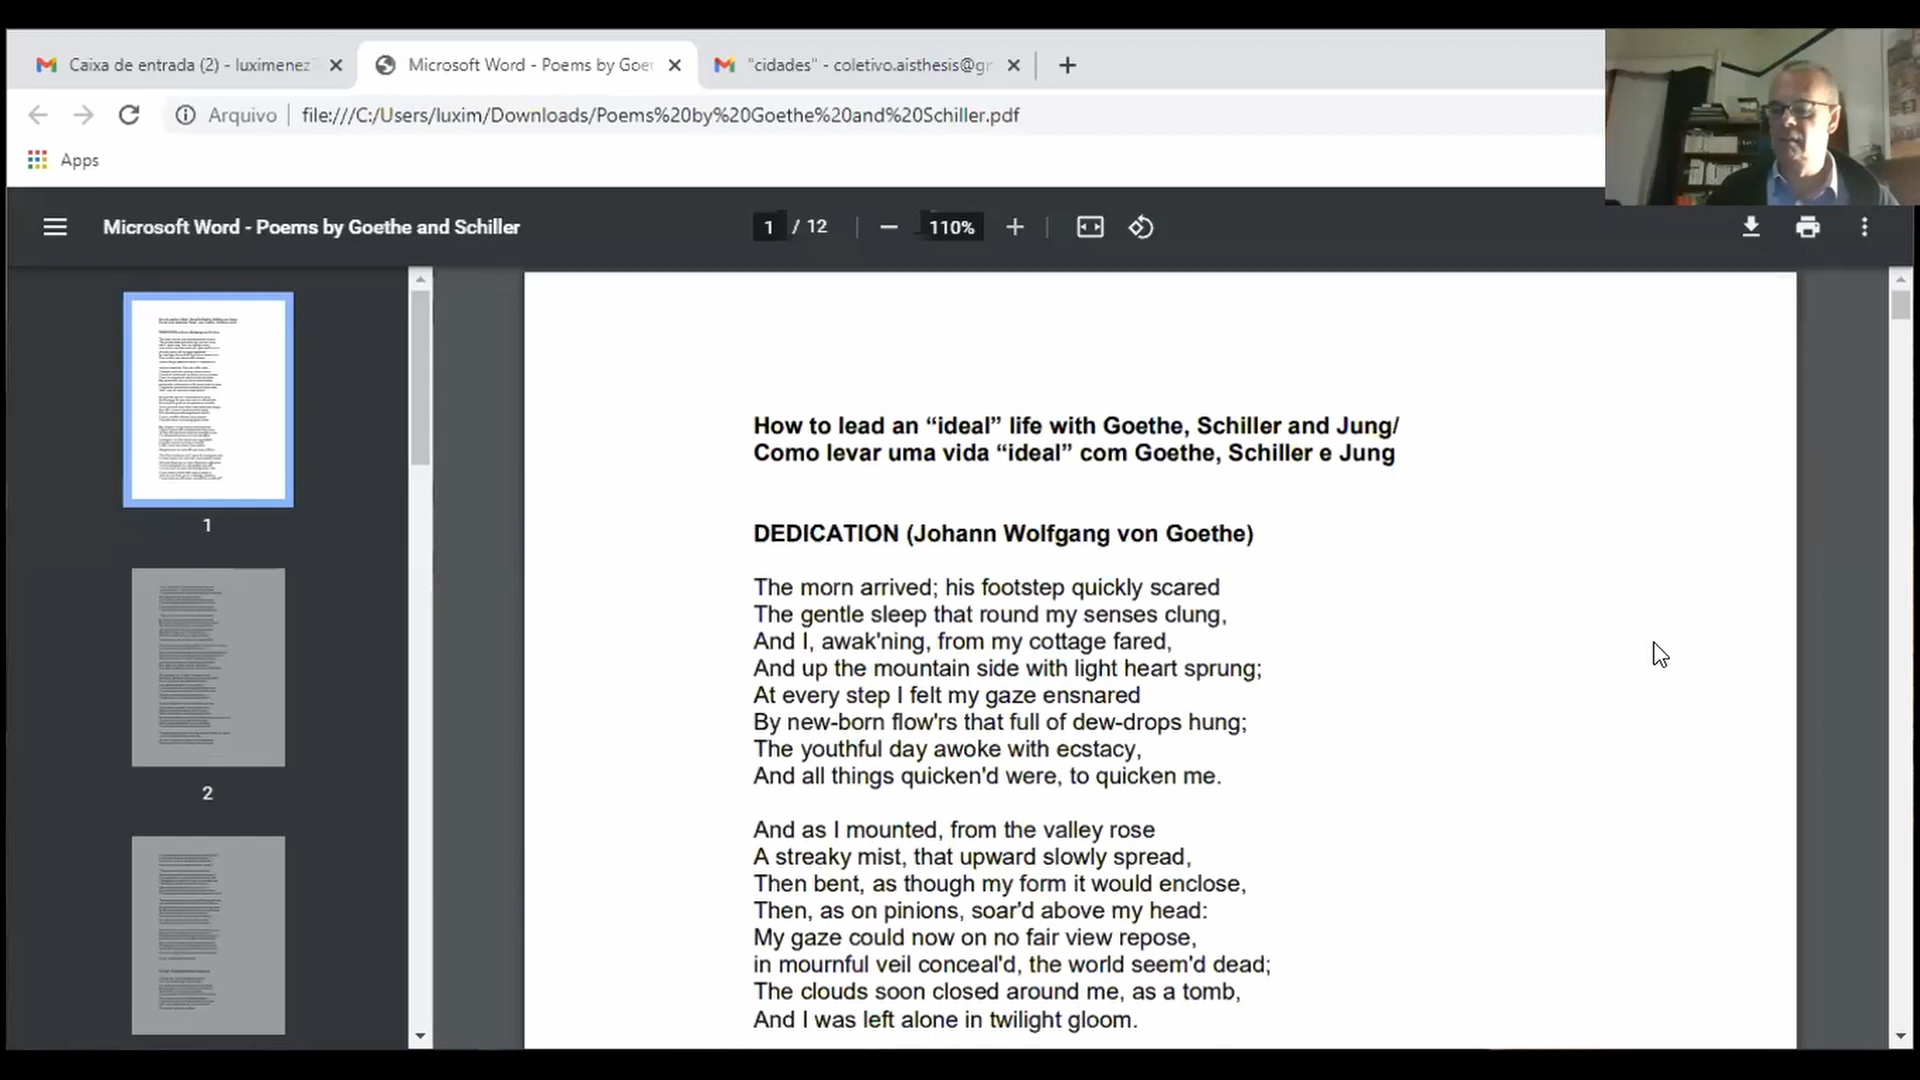 Caixa de entrada (2) - luximenez
Microsoft Word - Poems by Goet
"cidades" - coletivo.aisthesis@gm
Arquivo
file:///C:/Users/luxim/Downloads/Poems%20by%20Goethe%20and%20Schiller.pdf
Apps
Microsoft Word - Poems by Goethe and Schiller
1 / 12
110%
1
2
How to lead an “ideal” life with Goethe, Schiller and Jung/
Como levar uma vida “ideal” com Goethe, Schiller e Jung
DEDICATION (Johann Wolfgang von Goethe)
The morn arrived; his footstep quickly scared
The gentle sleep that round my senses clung,
And I, awak'ning, from my cottage fared,
And up the mountain side with light heart sprung;
At every step I felt my gaze ensnared
By new-born flow'rs that full of dew-drops hung;
The youthful day awoke with ecstacy,
And all things quicken'd were, to quicken me.
And as I mounted, from the valley rose
A streaky mist, that upward slowly spread,
Then bent, as though my form it would enclose,
Then, as on pinions, soar'd above my head:
My gaze could now on no fair view repose,
in mournful veil conceal'd, the world seem'd dead;
The clouds soon closed around me, as a tomb,
And I was left alone in twilight gloom.